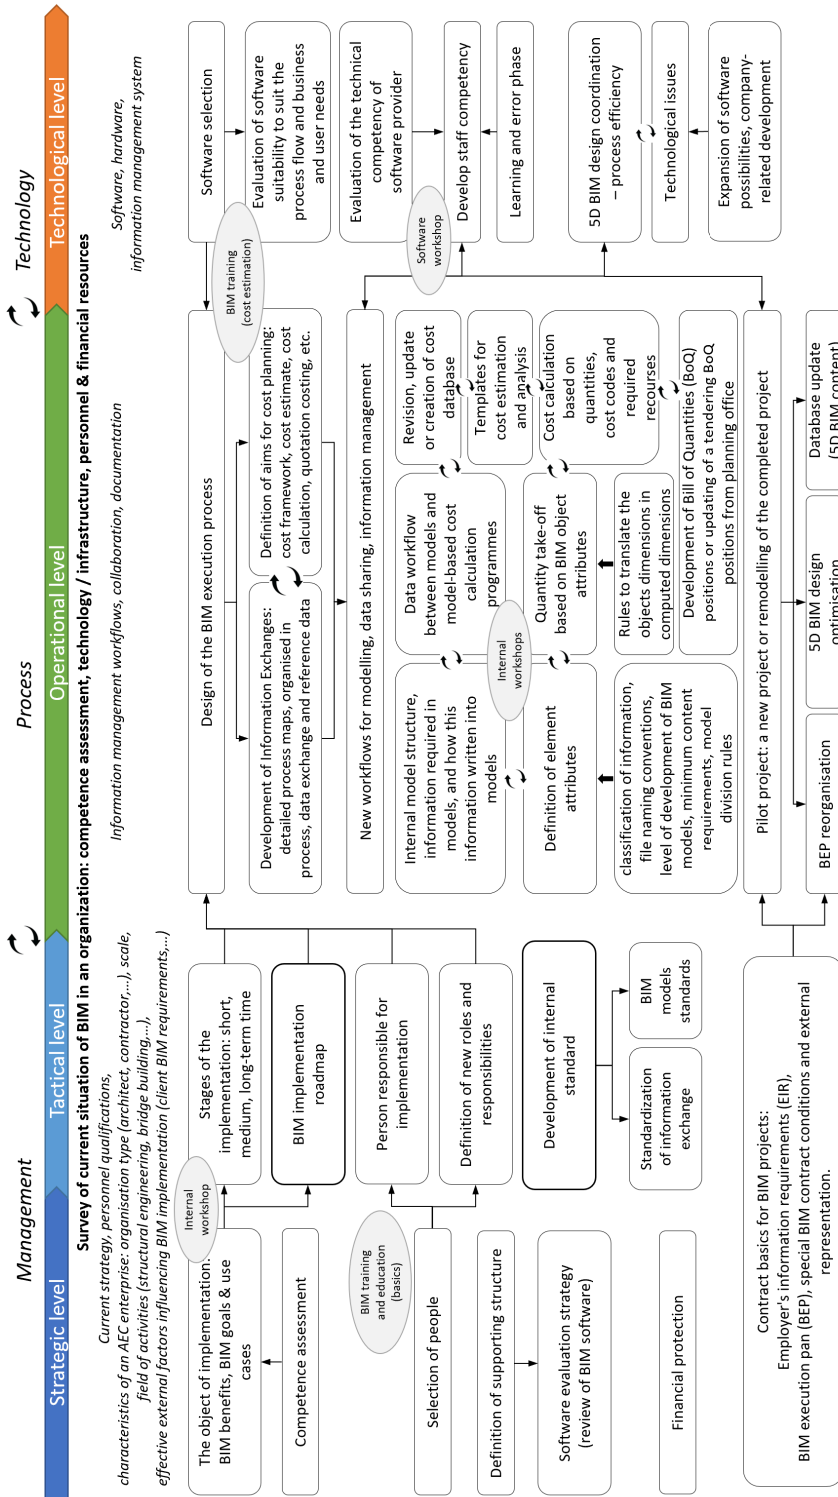 Management
Process
Technology
Strategic level
Tactical level
Operational level
Technological level
Survey of current situation of BIM in an organization: competence assessment, technology / infrastructure, personnel & financial resources
Current strategy, personnel qualifications,
characteristics of an AEC enterprise: organisation type (architect, contractor,...), scale,
field of activities (structural engineering, bridge building,...),
effective external factors influencing BIM implementation (client BIM requirements,...)
Information management workflows, collaboration, documentation
Software, hardware,
information management system
The object of implementation:
BIM benefits, BIM goals & use
cases
Competence assessment
Internal
workshop
BIM training
and education
(basics)
Selection of people
Definition of supporting structure
Software evaluation strategy
(review of BIM software)
Financial protection
Contract basics for BIM projects:
Employer's information requirements (EIR),
BIM execution pan (BEP), special BIM contract conditions and external
representation.
Stages of the
implementation: short,
medium, long-term time
BIM implementation
roadmap
Person responsible for
implementation
Definition of new roles and
responsibilities
Development of internal
standard
Standardization
of information
exchange
BIM
models
standards
Design of the BIM execution process
Development of Information Exchanges:
detailed process maps, organised in
process, data exchange and reference data
Definition of aims for cost planning:
cost framework, cost estimate, cost
calculation, quotation costing, etc.
BIM training
(cost estimation)
New workflows for modelling, data sharing, information management
Internal model structure,
information required in
models, and how this
information written into
models
Data workflow
between models and
model-based cost
calculation
programmes
Revision, update
or creation of cost
database
Templates for
cost estimation
and analysis
Internal
workshops
Definition of element
attributes
Quantity take-off
based on BIM object
attributes
Cost calculation
based on
quantities,
cost codes and
required
recourses
classification of information,
file naming conventions,
level of development of BIM
models, minimum content
requirements, model
division rules
Rules to translate the
objects dimensions in
computed dimensions
Development of Bill of Quantities (BoQ)
positions or updating of a tendering BoQ
positions from planning office
Pilot project: a new project or remodelling of the completed project
BEP reorganisation
5D BIM design
optimisation
Database update
(5D BIM content)
Software selection
Evaluation of software
suitability to suit the
process flow and business
and user needs
Evaluation of the technical
competency of
software provider
Software
workshop
Develop staff competency
Learning and error phase
5D BIM design coordination
– process efficiency
Technological issues
Expansion of software
possibilities, company-
related development